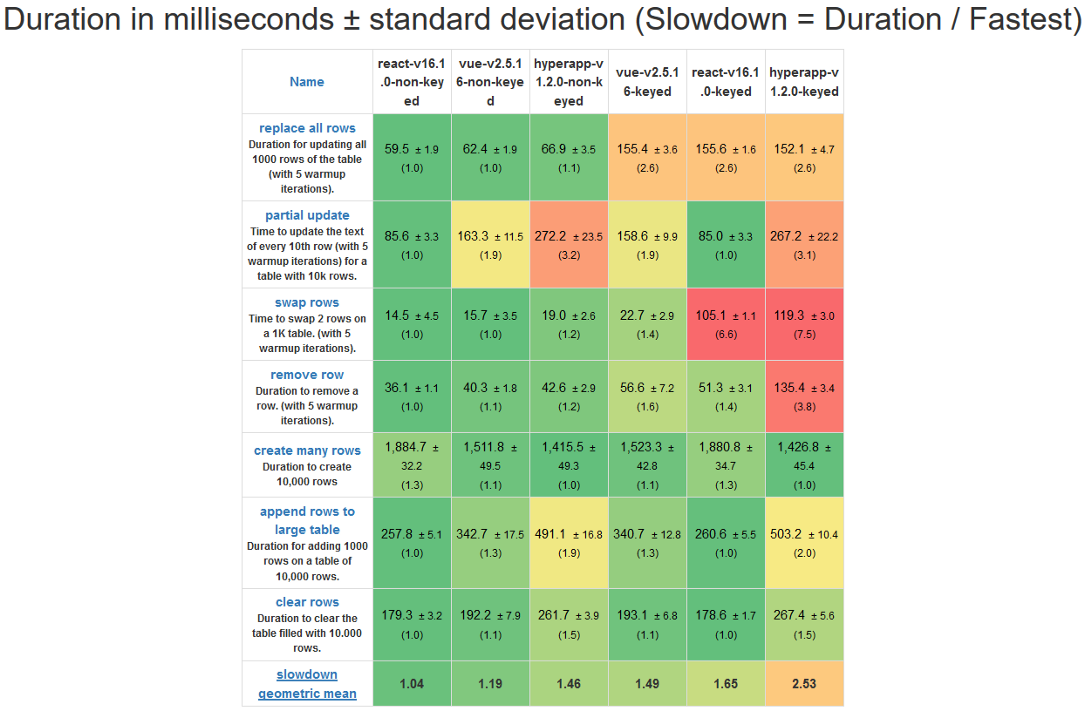 Duration in milliseconds ± standard deviation (Slowdown = Duration / Fastest)
Name
react-v16.1
.0-non-key
ed
vue-v2.5.1
6-non-keye
d
hyperapp-v
1.2.0-non-k
eyed
vue-v2.5.1
6-keyed
react-v16.1
.0-keyed
hyperapp-v
1.2.0-keyed
replace all rows
Duration for updating all
1000 rows of the table
(with 5 warmup
iterations).
59.5 ± 1.9
(1.0)
62.4 ± 1.9
(1.0)
66.9 ± 3.5
(1.1)
155.4 ± 3.6
(2.6)
155.6 ± 1.6
(2.6)
152.1 ± 4.7
(2.6)
partial update
Time to update the text
of every 10th row (with 5
warmup iterations) for a
table with 10k rows.
85.6 ± 3.3
(1.0)
163.3 ± 11.5
(1.9)
272.2 ± 23.5
(3.2)
158.6 ± 9.9
(1.9)
85.0 ± 3.3
(1.0)
267.2 ± 22.2
(3.1)
swap rows
Time to swap 2 rows on
a 1K table. (with 5
warmup iterations).
14.5 ± 4.5
(1.0)
15.7 ± 3.5
(1.0)
19.0 ± 2.6
(1.2)
22.7 ± 2.9
(1.4)
105.1 ± 1.1
(6.6)
119.3 ± 3.0
(7.5)
remove row
Duration to remove a
row. (with 5 warmup
iterations).
36.1 ± 1.1
(1.0)
40.3 ± 1.8
(1.1)
42.6 ± 2.9
(1.2)
56.6 ± 7.2
(1.6)
51.3 ± 3.1
(1.4)
135.4 ± 3.4
(3.8)
create many rows
Duration to create
10,000 rows
1,884.7 ±
32.2
(1.3)
1,511.8 ±
49.5
(1.1)
1,415.5 ±
49.3
(1.0)
1,523.3 ±
42.8
(1.1)
1,880.8 ±
34.7
(1.3)
1,426.8 ±
45.4
(1.0)
append rows to
large table
Duration for adding 1000
rows on a table of
10,000 rows.
257.8 ± 5.1
(1.0)
342.7 ± 17.5
(1.3)
491.1 ± 16.8
(1.9)
340.7 ± 12.8
(1.3)
260.6 ± 5.5
(1.0)
503.2 ± 10.4
(2.0)
clear rows
Duration to clear the
table filled with 10.000
rows.
179.3 ± 3.2
(1.0)
192.2 ± 7.9
(1.1)
261.7 ± 3.9
(1.5)
193.1 ± 6.8
(1.1)
178.6 ± 1.7
(1.0)
267.4 ± 5.6
(1.5)
slowdown
geometric mean
1.04
1.19
1.46
1.49
1.65
2.53